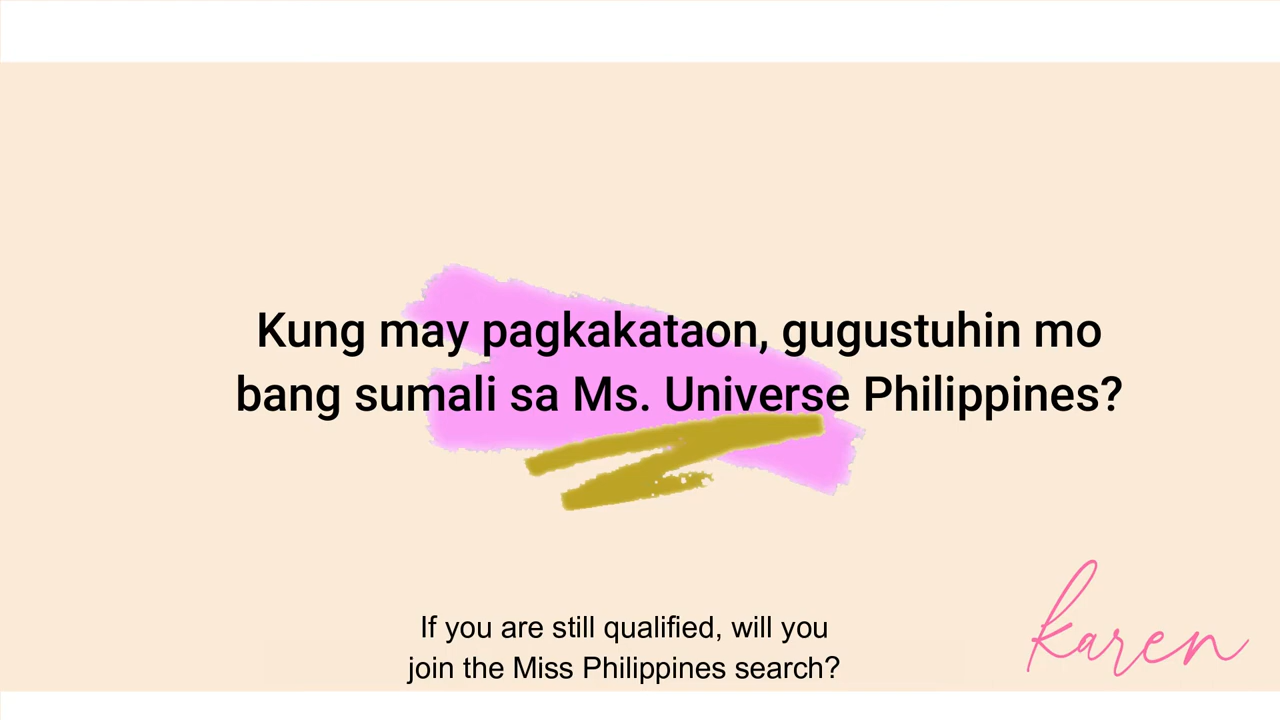 Kung may pagkakataon, gugustuhin mo
bang sumali sa Ms. Universe Philippines?
If you are still qualified, will you
join the Miss Philippines search?
karen